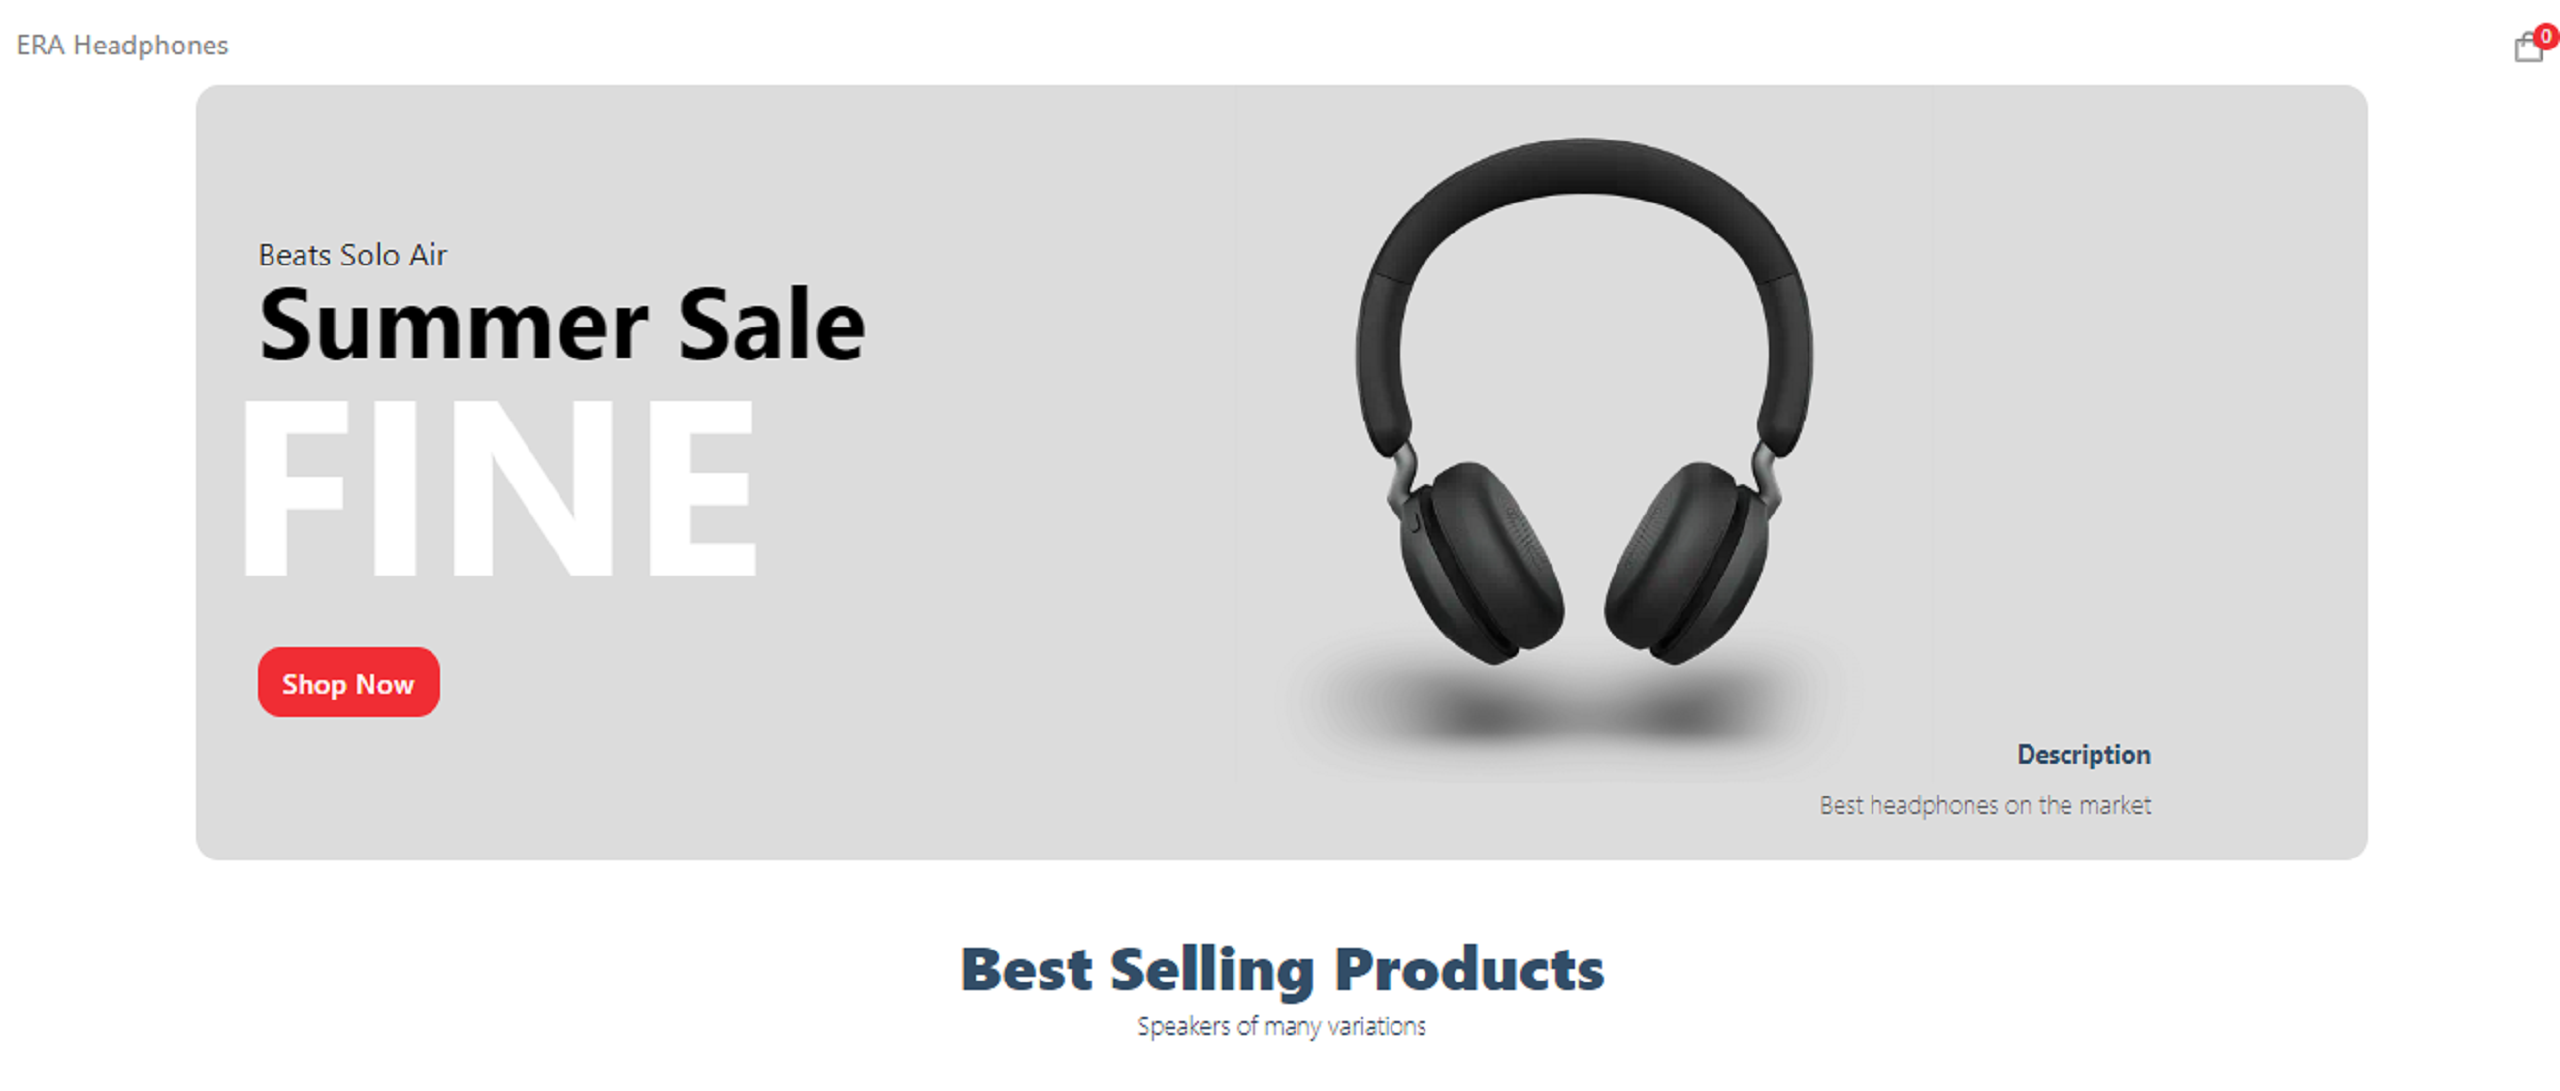 ERA Headphones
0
Beats Solo Air
Summer Sale
FINE
Shop Now
Description
Best headphones on the market
Best Selling Products
Speakers of many variations